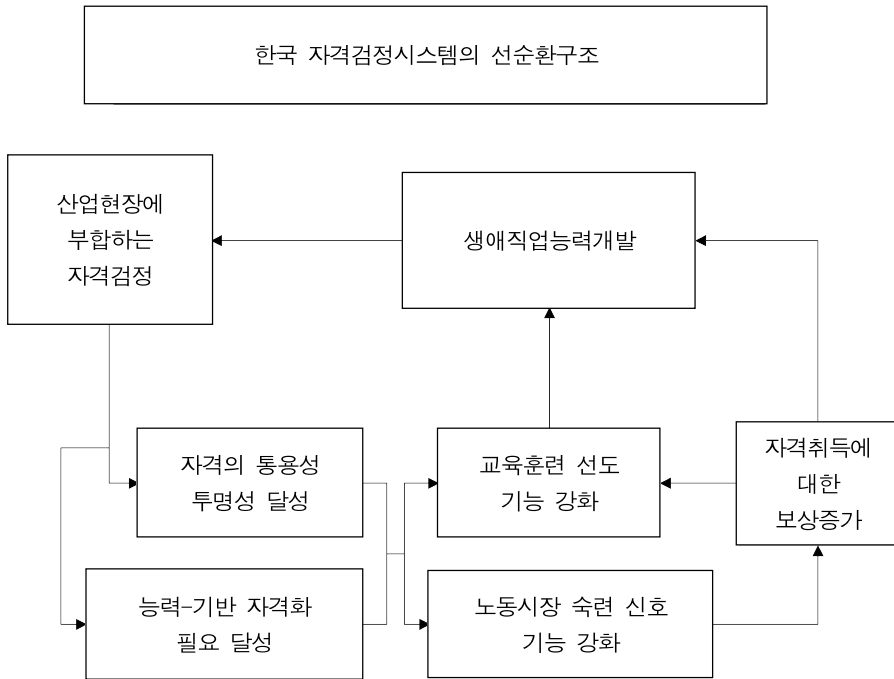 한국 자격검정시스템의 선순환구조
산업현장에
부합하는
자격검정
생애직업능력개발
자격의 통용성
투명성 달성
교육훈련 선도
기능 강화
자격취득에
대한
보상증가
능력-기반 자격화
필요 달성
노동시장 숙련 신호
기능 강화